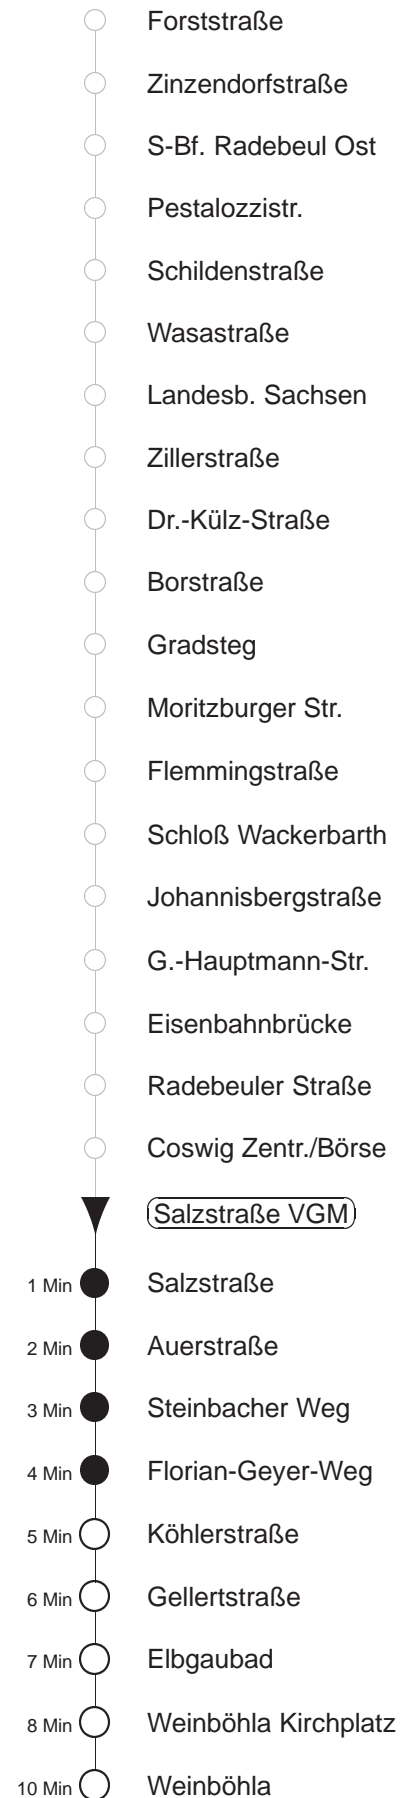 Forststraße
Zinzendorfstraße
S-Bf. Radebeul Ost
Pestalozzistr.
Schildenstraße
Wasastraße
Landesb. Sachsen
Zillerstraße
Dr.-Külz-Straße
Borstraße
Gradsteg
Moritzburger Str.
Flemmingstraße
Schloß Wackerbarth
Johannisbergstraße
G.-Hauptmann-Str.
Eisenbahnbrücke
Radebeuler Straße
Coswig Zentr./Börse
Salzstraße VGM
1 Min Salzstraße
2 Min Auerstraße
3 Min Steinbacher Weg
4 Min Florian-Geyer-Weg
5 Min Köhlerstraße
6 Min Gellertstraße
7 Min Elbgaubad
8 Min Weinböhla Kirchplatz
10 Min Weinböhla